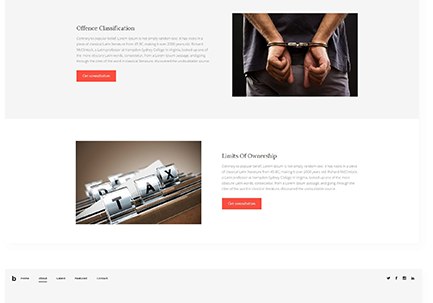 Offence Classification
Contrary to popular belief, Lorem Ipsum is not simply random text. It has roots in a
piece of classical Latin literature from 45 BC, making it over 2000 years old. Richard
McClintock, a Latin professor at Hampden-Sydney College in Virginia, looked up one of
the more obscure Latin words, consectetur, from a Lorem Ipsum passage, and going
through the cites of the word in classical literature, discovered the undoubtable source.
Get consultation
TAX
Limits Of Ownership
Contrary to popular belief, Lorem Ipsum is not simply random text. It has roots in a piece
of classical Latin literature from 45 BC, making it over 2000 years old. Richard McClintock,
a Latin professor at Hampden-Sydney College in Virginia, looked up one of the more
obscure Latin words, consectetur, from a Lorem Ipsum passage, and going through the
cites of the word in classical literature, discovered the undoubtable source.
Get consultation
b Home About Latest Features Contact